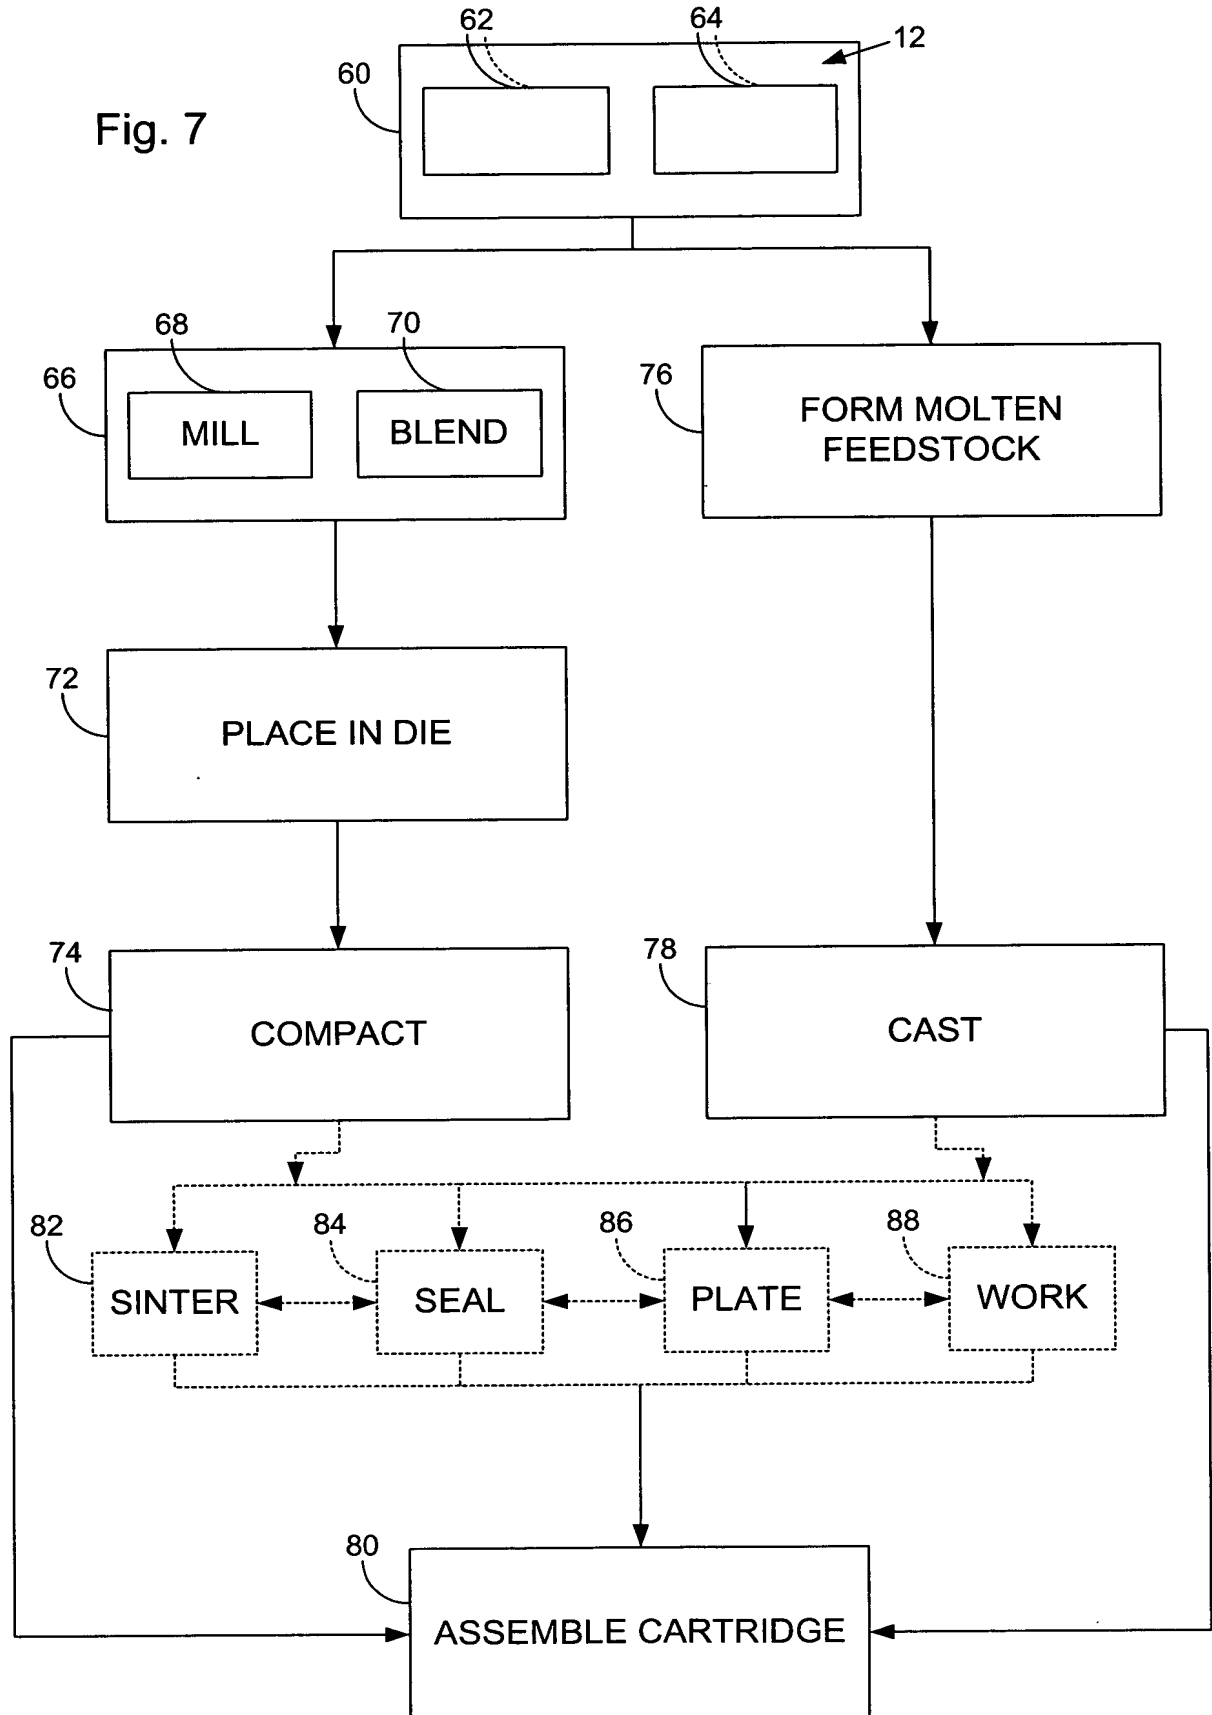 62
64
12
60
Fig. 7
68
70
66
MILL
BLEND
76
FORM MOLTEN
FEEDSTOCK
72
PLACE IN DIE
74
COMPACT
78
CAST
82
SINTER
84
SEAL
86
PLATE
88
WORK
80
ASSEMBLE CARTRIDGE